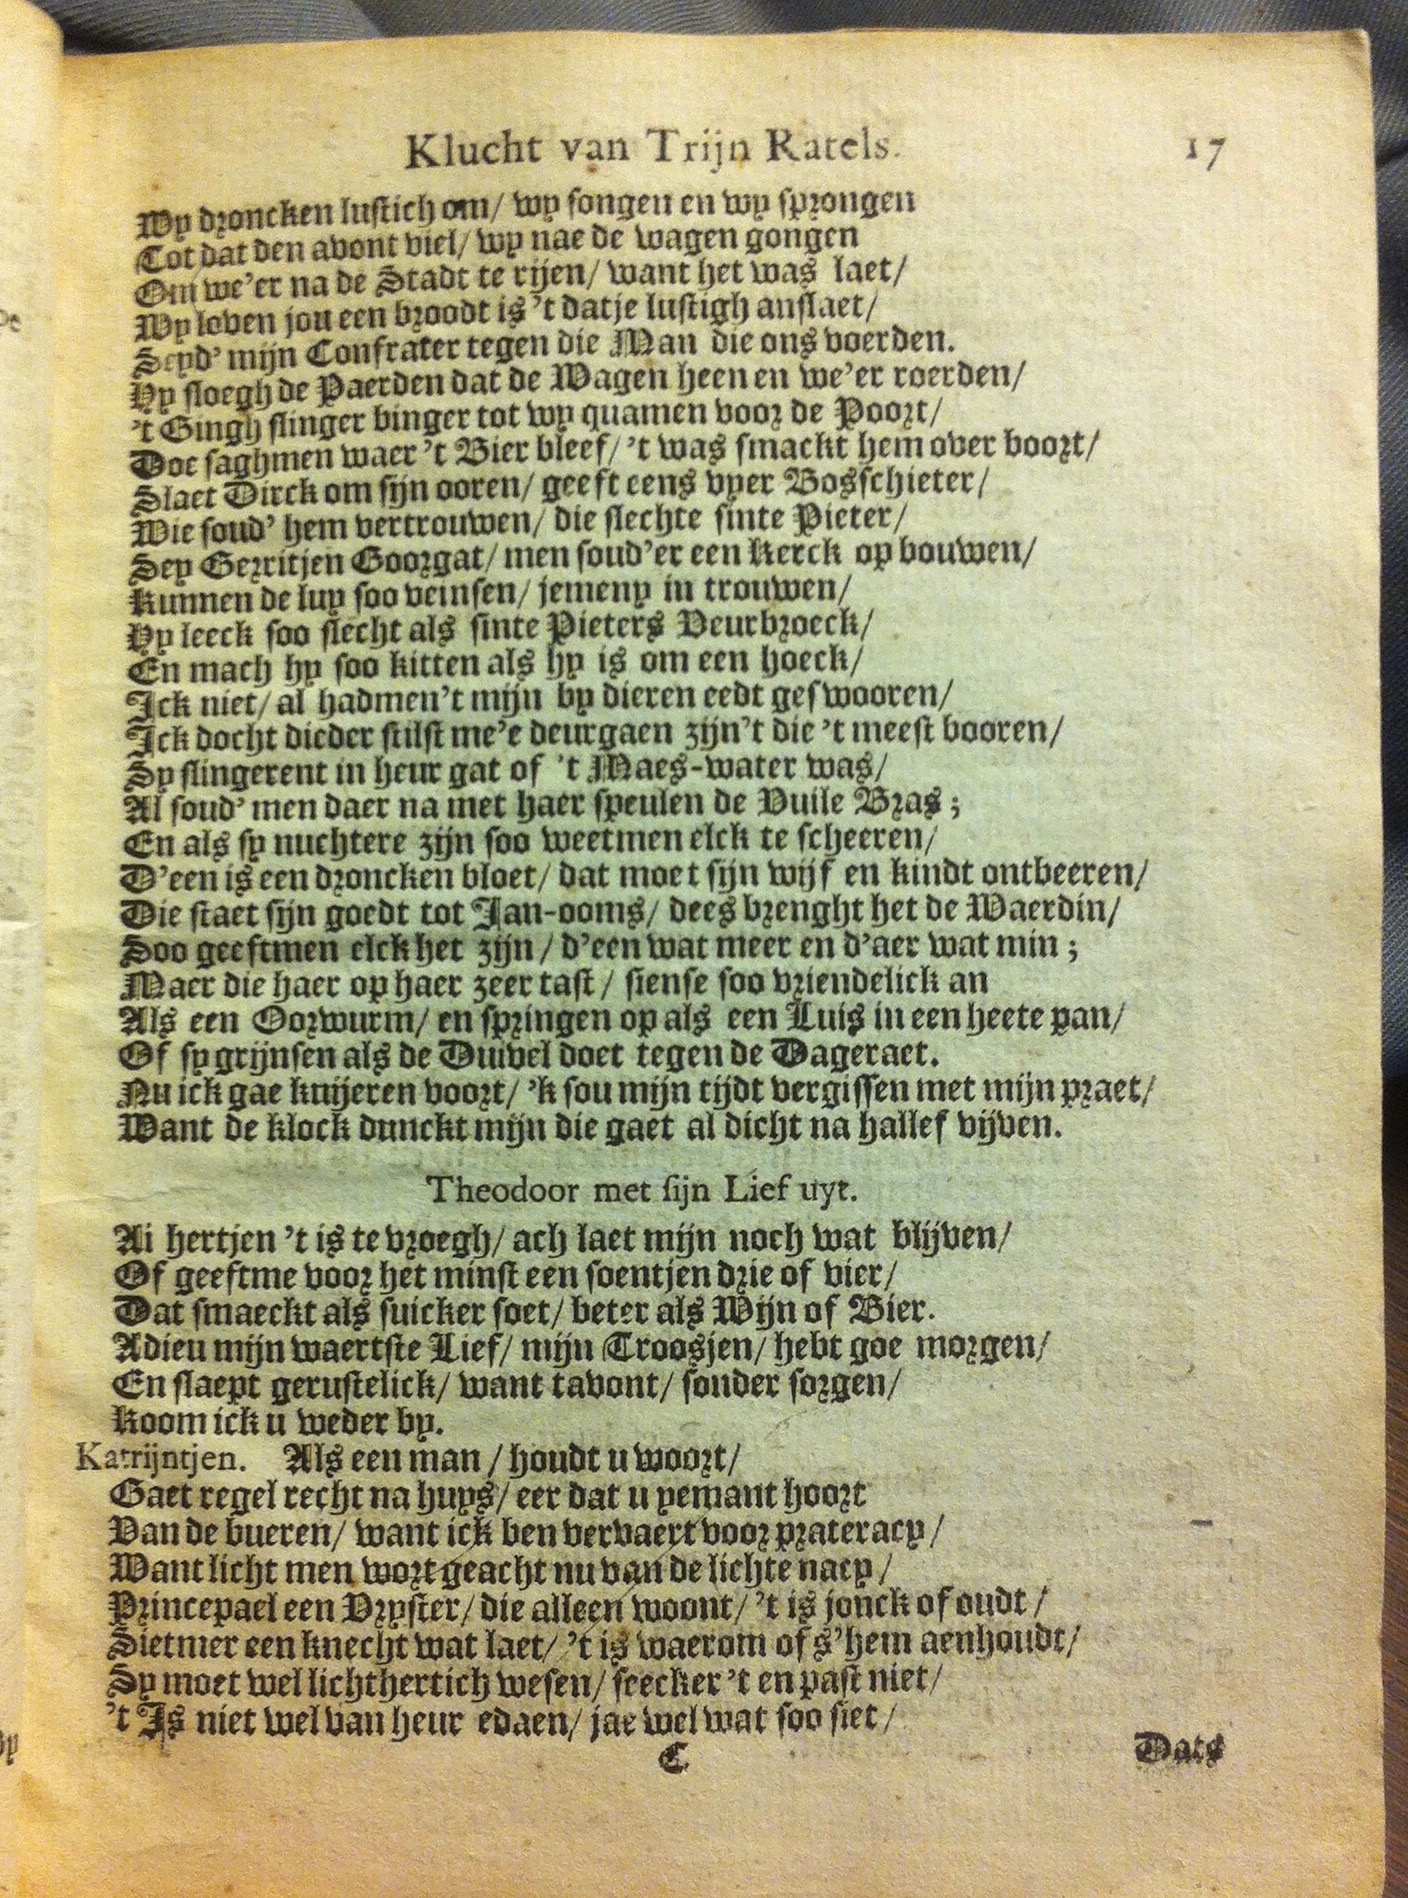 Klucht van Trijn Ratels. 17
Wy droncken lustich om/ wy songen en wy sprongen
Tot dat den avont viel/ wy nae de wagen gongen
Om we'er na de Stadt te rijen/ want het was laet/
Wy loven jou een broodt is 't datje lustigh anslaet/
Seyd' mijn Confrater tegen die Man die ons voerden.
Hy sloegh de Paerden dat de Wagen heen en we'er roerden/
't Gingh slinger binger tot wy quamen voor de Poort/
Doe saghmen waer 't Bier bleef/ 't was smackt hem over boort/
Slaet Dirck om sijn ooren/ geeft eens vyer Bosschieter/
Wie soud' hem vertrouwen/ die slechte sinte Pieter/
Sey Gerritjen Goorgat/ men soud'er een Kerck op bouwen/
Kunnen de luy soo veinsen/ jemeny in trouwen/
Hy leeck soo slecht als sinte Pieters Deurbroeck/
En mach hy soo kitten als hy is om een hoeck/
Ick niet/ al hadmen't mijn by dieren eedt geswooren/
Ick docht dieder stilst me'e deurgaen zijn't die 't meest booren/
Sy slingerent in heur gat of 't Maes-water was/
Al soud' men daer na met haer speulen de Vuile Bras;
En als sy nuchtere zijn soo weetmen elck te scheeren/
D'een is een droncken bloet/ dat moet sijn wijf en kindt ontbeeren/
Die staet sijn goedt tot Jan-ooms/ dees brenght het de Waerdin/
Soo geeftmen elck het zijn/ d'een wat meer en d'aer wat min;
Maer die haer op haer zeer tast/ siense soo vriendelick an
Als een Oorwurm/ en springen op als een Luis in een heete pan/
Of sy grijnsen als de Duivel doet tegen de Dageraet.
Nu ick gae kuijeren voort/ 'k sou mijn tijdt vergissen met mijn praet/
Want de klock dunckt mijn die gaet al dicht na hallef vijven.
Theodoor met sijn Lief uyt.
Ai hertjen 't is te vroegh/ ach laet mijn noch wat blijven/
Of geeftme voor het minst een soentjen drie of vier/
Dat smaeckt als suicker soet/ beter als Wijn of Bier.
Adieu mijn waertste Lief/ mijn Troosjen/ hebt goe morgen/
En slaept gerustelick/ want tavont/ sonder sorgen/
Koom ick u weder by.
Katrijntjen. Als een man/ houdt u woort/
Gaet regel recht na huys/ eer dat u yemant hoort
Van de bueren/ want ick ben vervaert voor prateracy/
Want licht men wort geacht nu van de lichte nacy/
Princepael een Vryster/ die alleen woont/ 't is jonck of oudt/
Sietmer een knecht wat laet/ 't is waerom of s'hem aenhoudt/
Sy moet wel lichthertich wesen/ seecker 't en past niet/
't Is niet wel van heur edaen/ jae wel wat soo siet/
C Dats